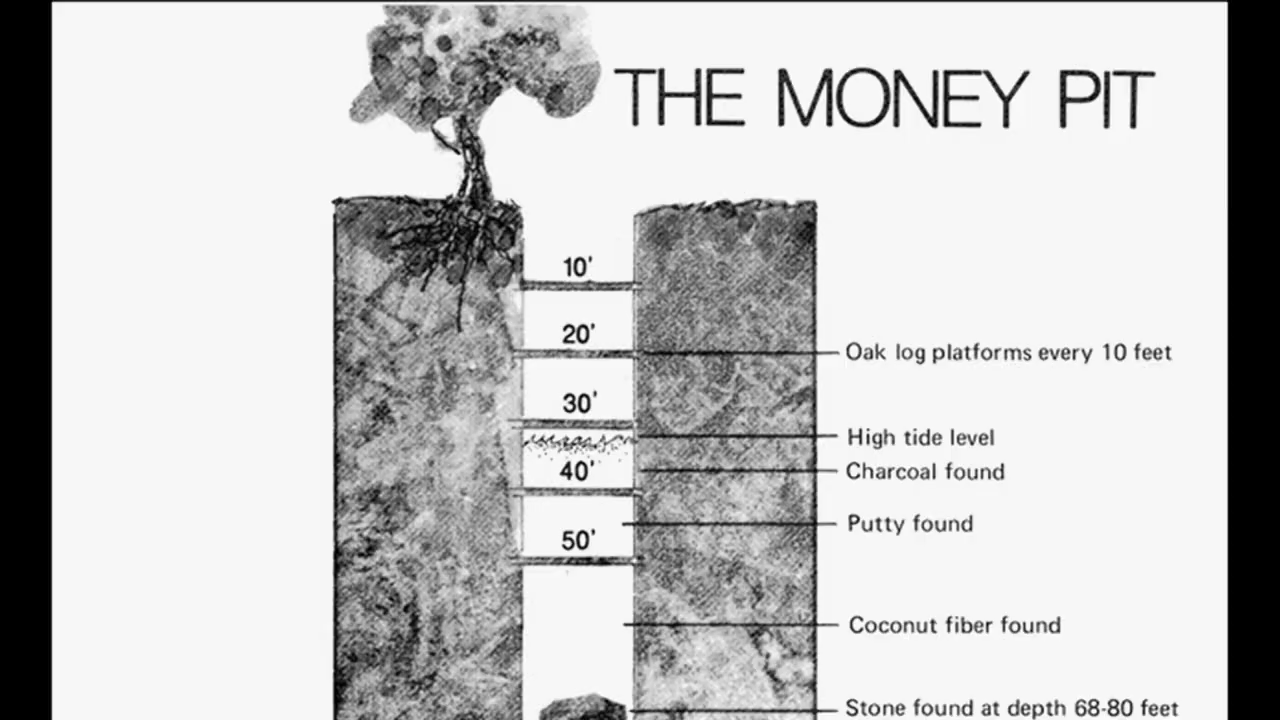 THE MONEY PIT
10'
20'
Oak log platforms every 10 feet
30'
High tide level
40'
Charcoal found
Putty found
50'
Coconut fiber found
Stone found at depth 68-80 feet